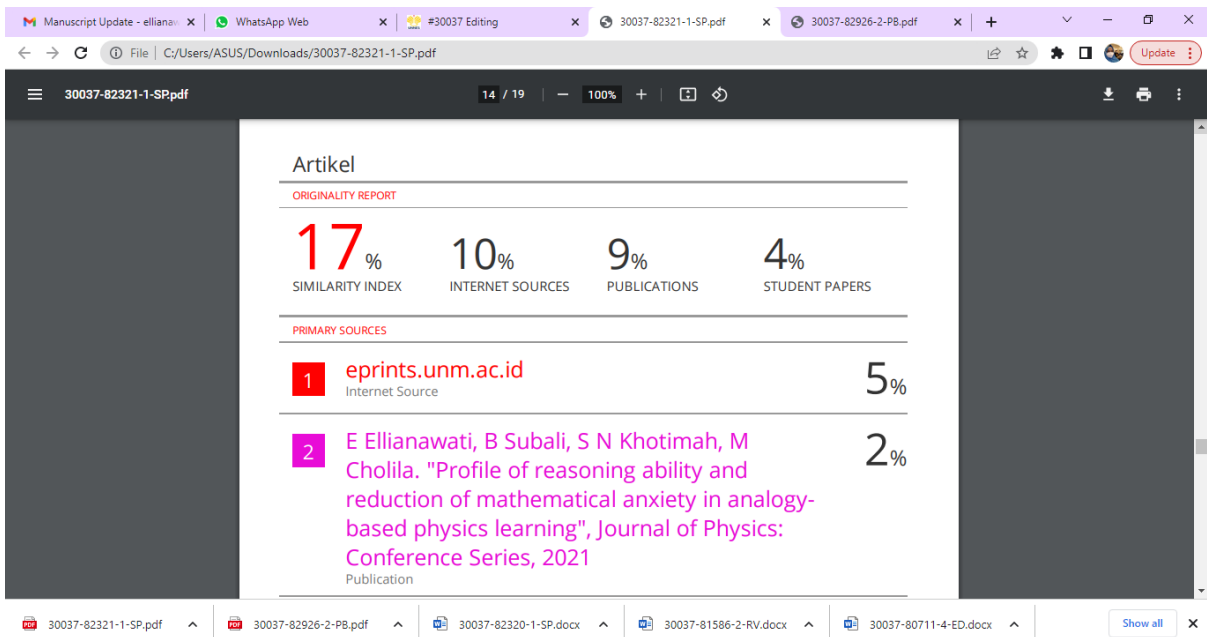 Manuscript Update - ellianaw
WhatsApp Web
#30037 Editing
30037-82321-1-SP.pdf
30037-82926-2-PB.pdf
File | C:/Users/ASUS/Downloads/30037-82321-1-SP.pdf
Update
30037-82321-1-SP.pdf
14 / 19
100%
Artikel
ORIGINALITY REPORT
17%
SIMILARITY INDEX
10%
INTERNET SOURCES
9%
PUBLICATIONS
4%
STUDENT PAPERS
PRIMARY SOURCES
1
eprints.unm.ac.id
Internet Source
5%
2
E Ellianawati, B Subali, S N Khotimah, M
Cholila. "Profile of reasoning ability and
reduction of mathematical anxiety in analogy-
based physics learning", Journal of Physics:
Conference Series, 2021
Publication
2%
30037-82321-1-SP.pdf
30037-82926-2-PB.pdf
30037-82320-1-SP.docx
30037-81586-2-RV.docx
30037-80711-4-ED.docx
Show all